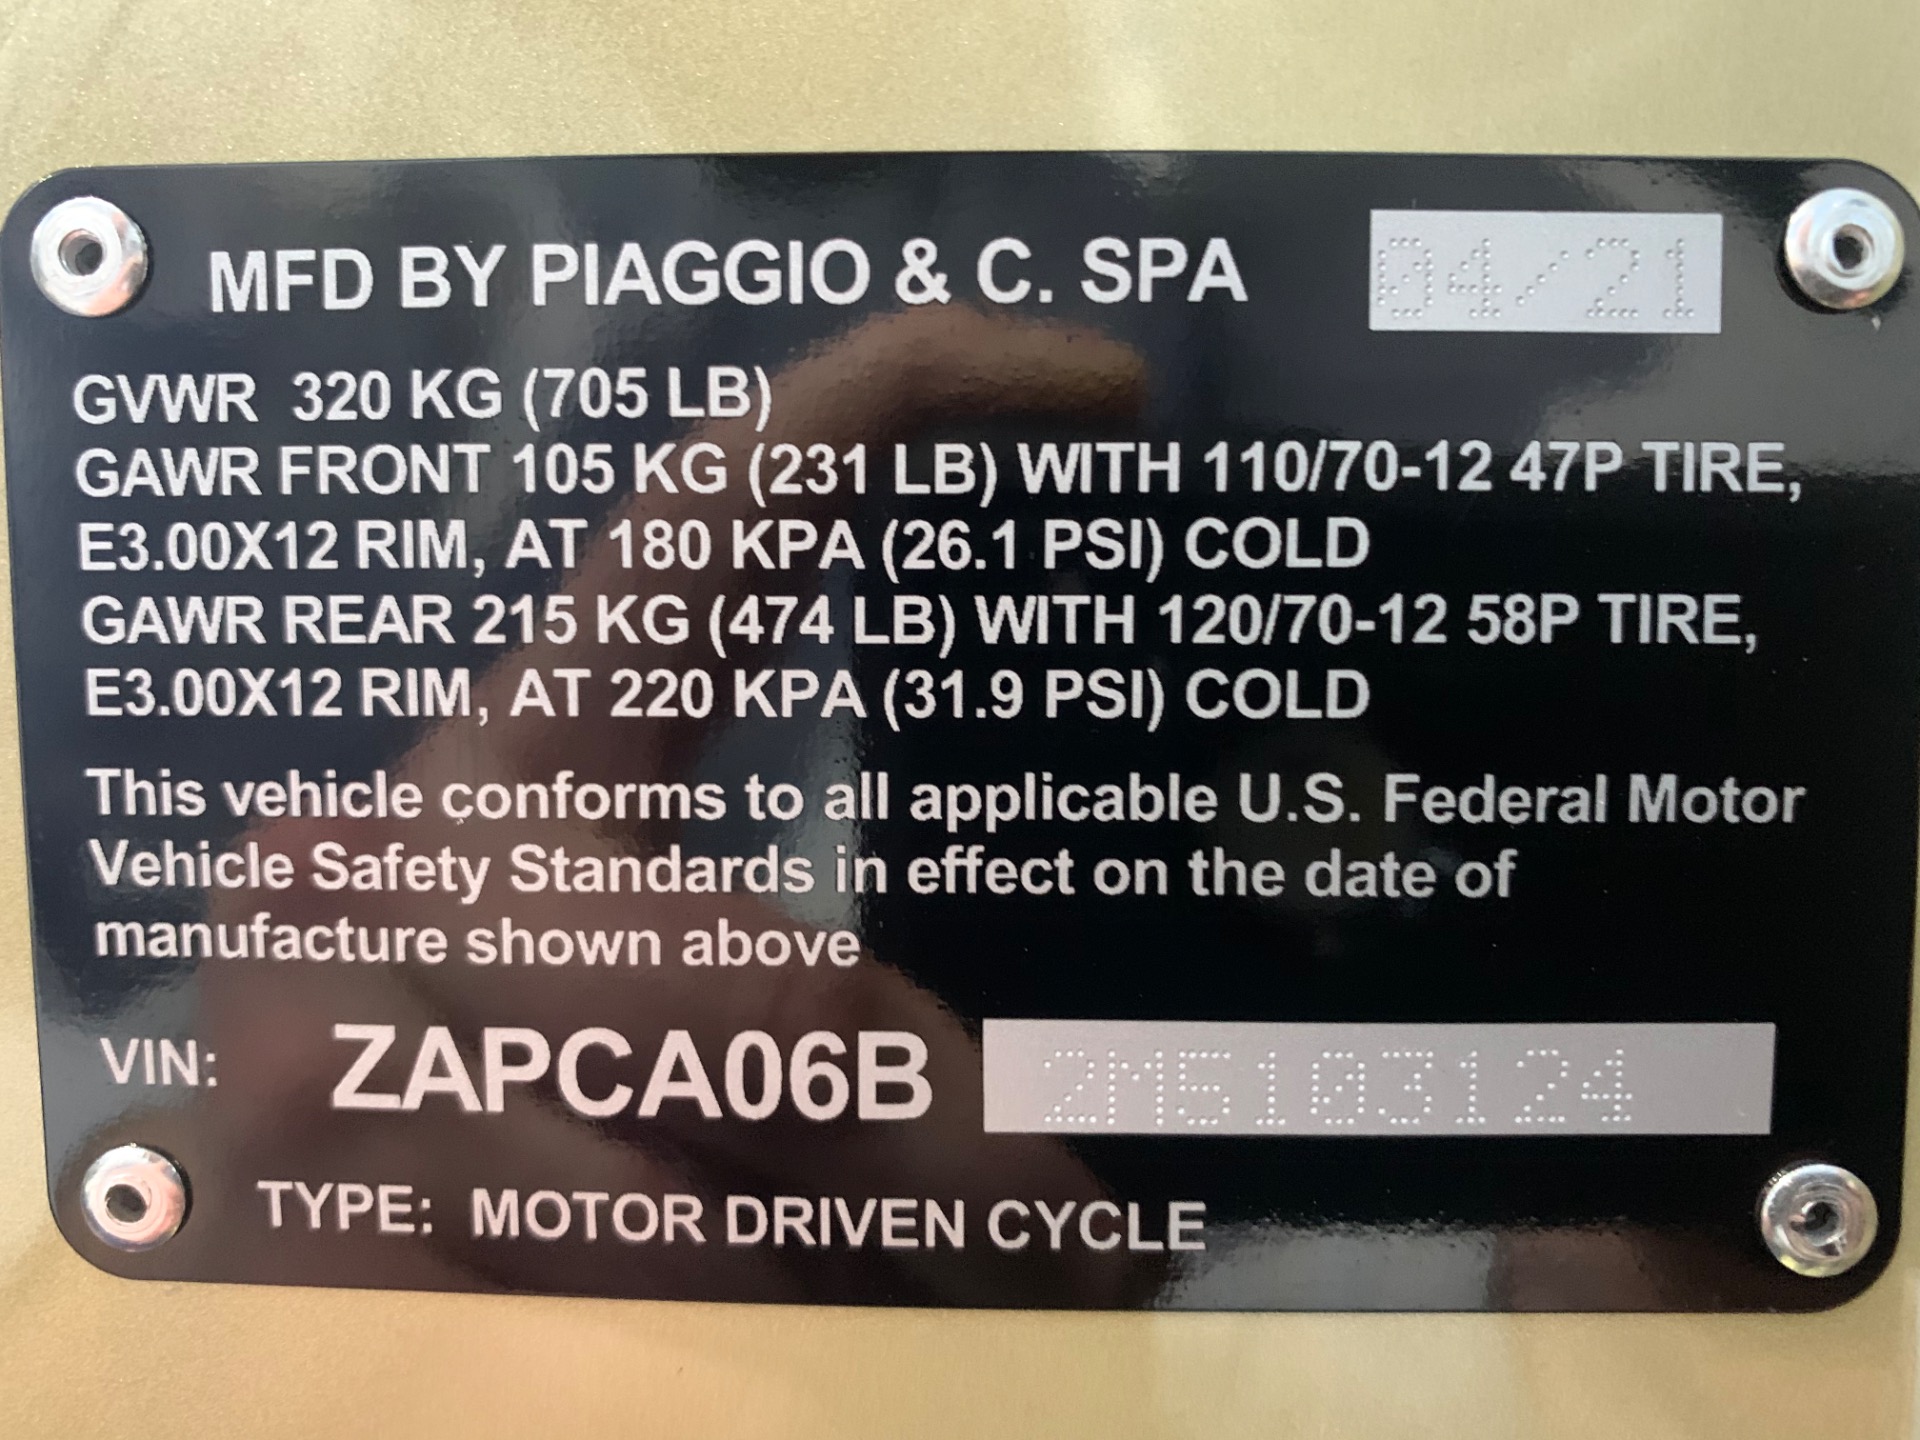 MFD BY PIAGGIO & C. SPA 04/21
GVWR 320 KG (705 LB)
GAWR FRONT 105 KG (231 LB) WITH 110/70-12 47P TIRE,
E3.00X12 RIM, AT 180 KPA (26.1 PSI) COLD
GAWR REAR 215 KG (474 LB) WITH 120/70-12 58P TIRE,
E3.00X12 RIM, AT 220 KPA (31.9 PSI) COLD
This vehicle conforms to all applicable U.S. Federal Motor
Vehicle Safety Standards in effect on the date of
manufacture shown above
VIN: ZAPCA06B 2M5103124
TYPE: MOTOR DRIVEN CYCLE